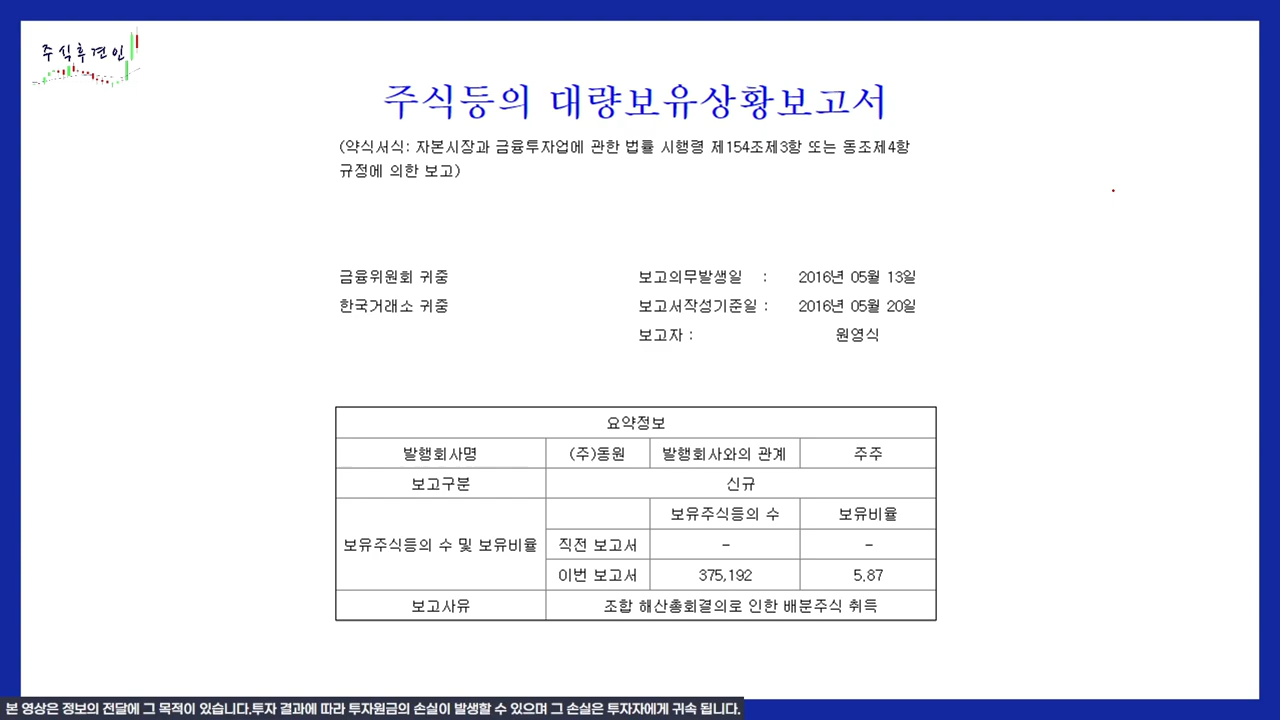 주식후견인
주식등의 대량보유상황보고서
(약식서식: 자본시장과 금융투자업에 관한 법률 시행령 제154조제3항 또는 동조제4항
규정에 의한 보고)
금융위원회 귀중 보고의무발생일 : 2016년 05월 13일
한국거래소 귀중 보고서작성기준일 : 2016년 05월 20일
보고자 : 원영식
요약정보
발행회사명 (주)동원 발행회사와의 관계 주주
보고구분 신규
보유주식등의 수 보유비율
보유주식등의 수 및 보유비율 직전 보고서 - -
이번 보고서 375,192 5.87
보고사유 조합 해산총회결의로 인한 배분주식 취득
본 영상은 정보의 전달에 그 목적이 있습니다.투자 결과에 따라 투자원금의 손실이 발생할 수 있으며 그 손실은 투자자에게 귀속 됩니다.